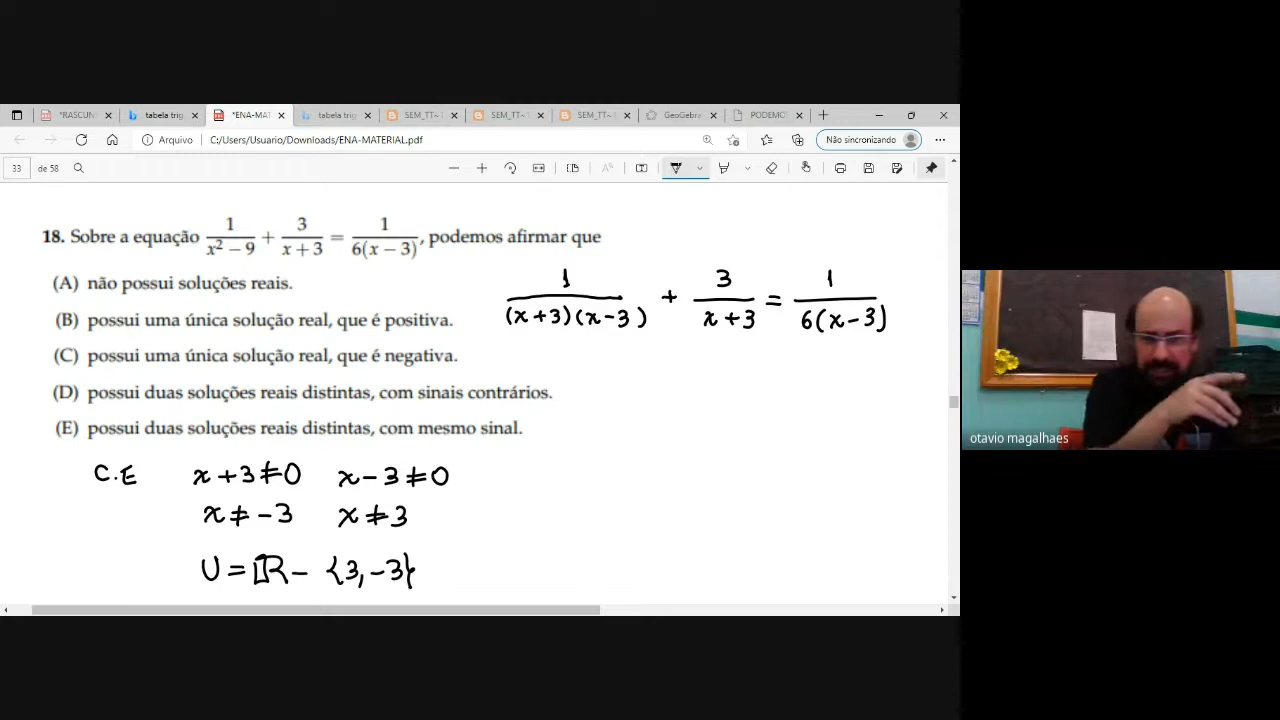 *RASCUN
tabela trig
*ENA-MAT
tabela trig
SEM_TT~
SEM_TT~
SEM_TT~
GeoGebra
PODEMO
Arquivo C:/Users/Usuario/Downloads/ENA-MATERIAL.pdf
Não sincronizando
33 de 58
18. Sobre a equação 1/(x² − 9) + 3/(x + 3) = 1/(6(x − 3)), podemos afirmar que
(A) não possui soluções reais.
1/((x+3)(x-3)) + 3/(x+3) = 1/(6(x-3))
(B) possui uma única solução real, que é positiva.
(C) possui uma única solução real, que é negativa.
(D) possui duas soluções reais distintas, com sinais contrários.
(E) possui duas soluções reais distintas, com mesmo sinal.
C.E x+3≠0 x-3≠0
x≠-3 x≠3
U=ℝ- {3,-3}
otavio magalhaes